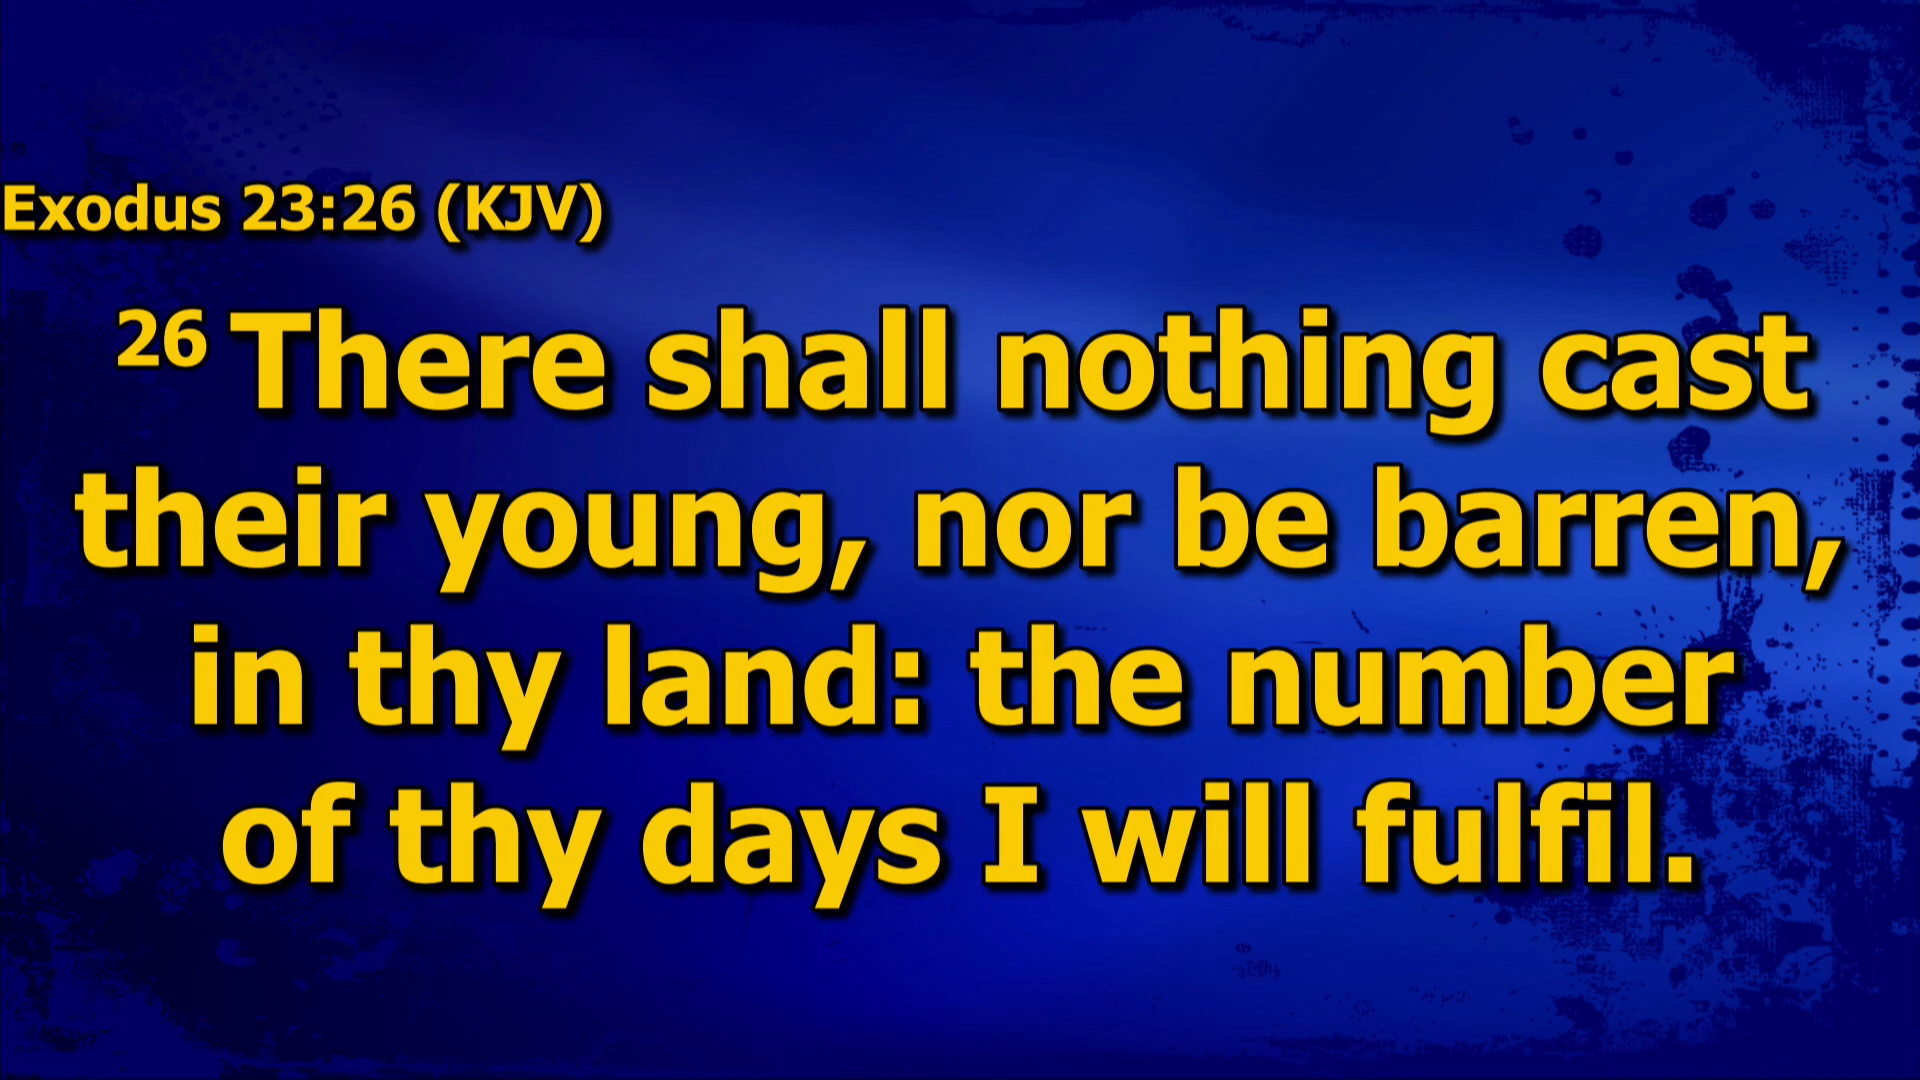 Exodus 23:26 (KJV)
26 There shall nothing cast
their young, nor be barren,
in thy land: the number
of thy days I will fulfil.